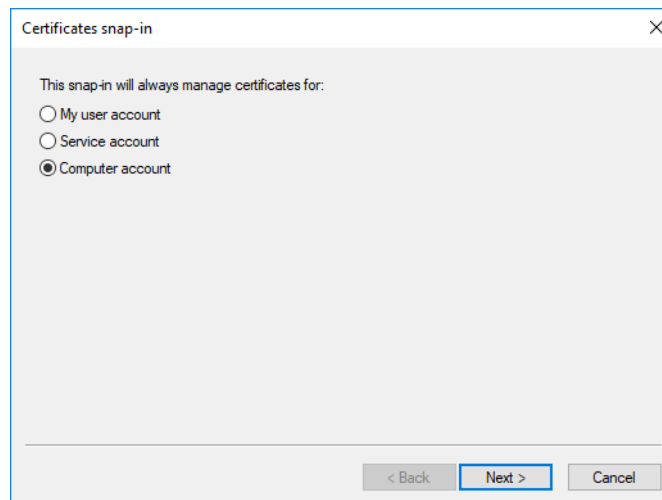 Certificates snap-in
This snap-in will always manage certificates for:
My user account
Service account
Computer account
< Back
Next >
Cancel